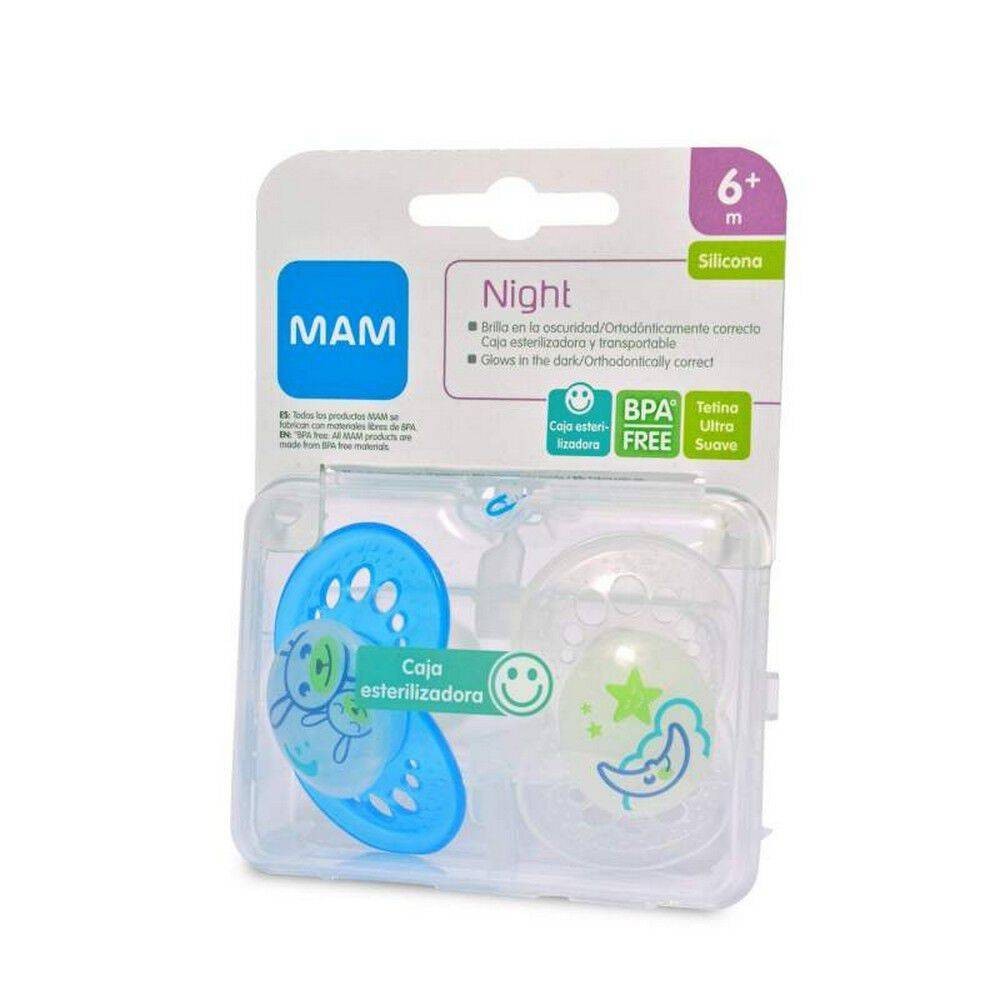 6+
m
Silicona
MAM
Night
Brilla en la oscuridad/Ortodónticamente correcto
Caja esterilizadora y transportable
Glows in the dark/Orthodontically correct
ES: Todos los productos MAM se
fabrican con materiales libres de BPA.
EN: °BPA free: All MAM products are
made from BPA free materials.
Caja esteri-
lizadora
BPA°
FREE
Tetina
Ultra
Suave
Caja
esterilizadora